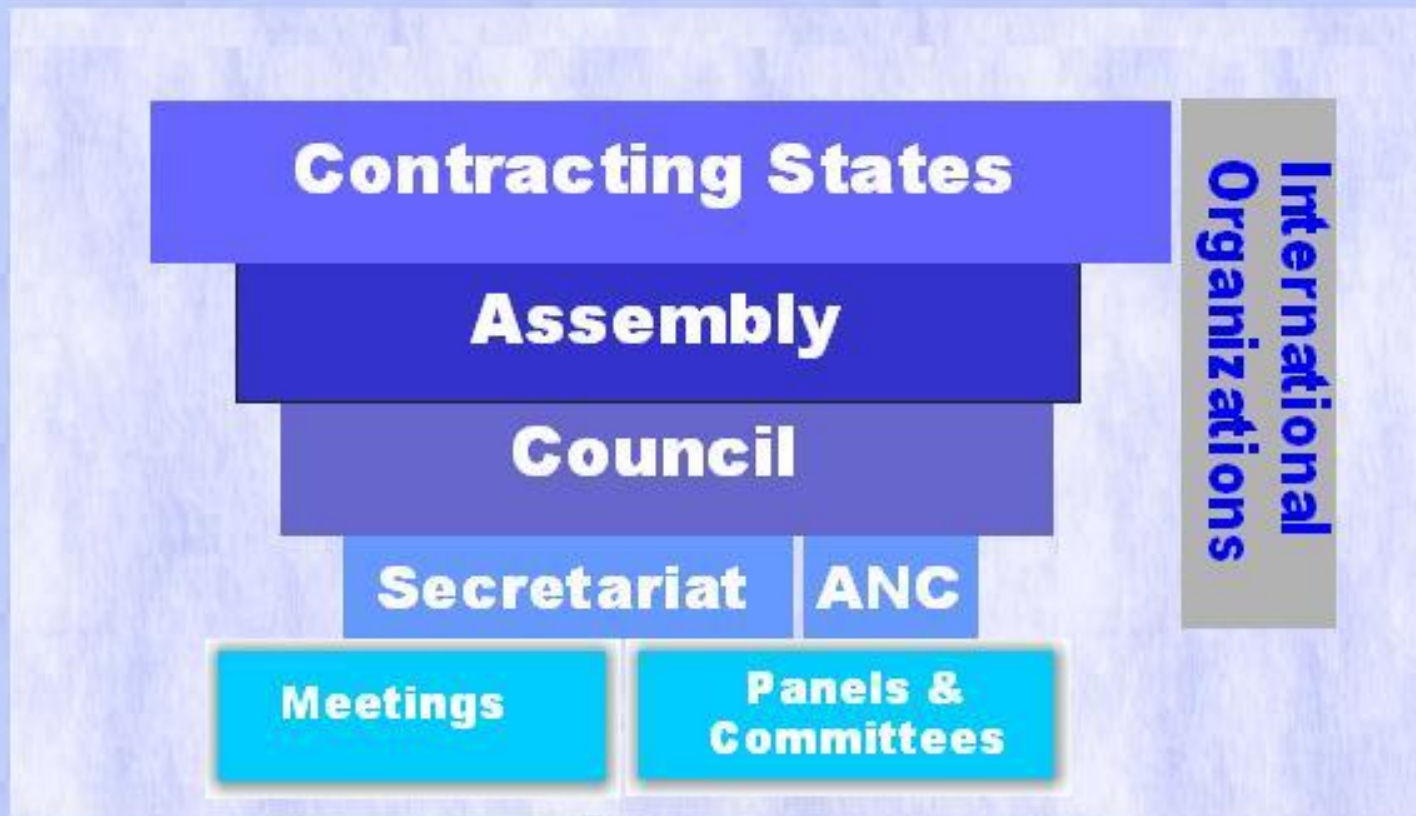 Contracting States
Assembly
Council
Secretariat
ANC
Meetings
Panels &
Committees
International
Organizations